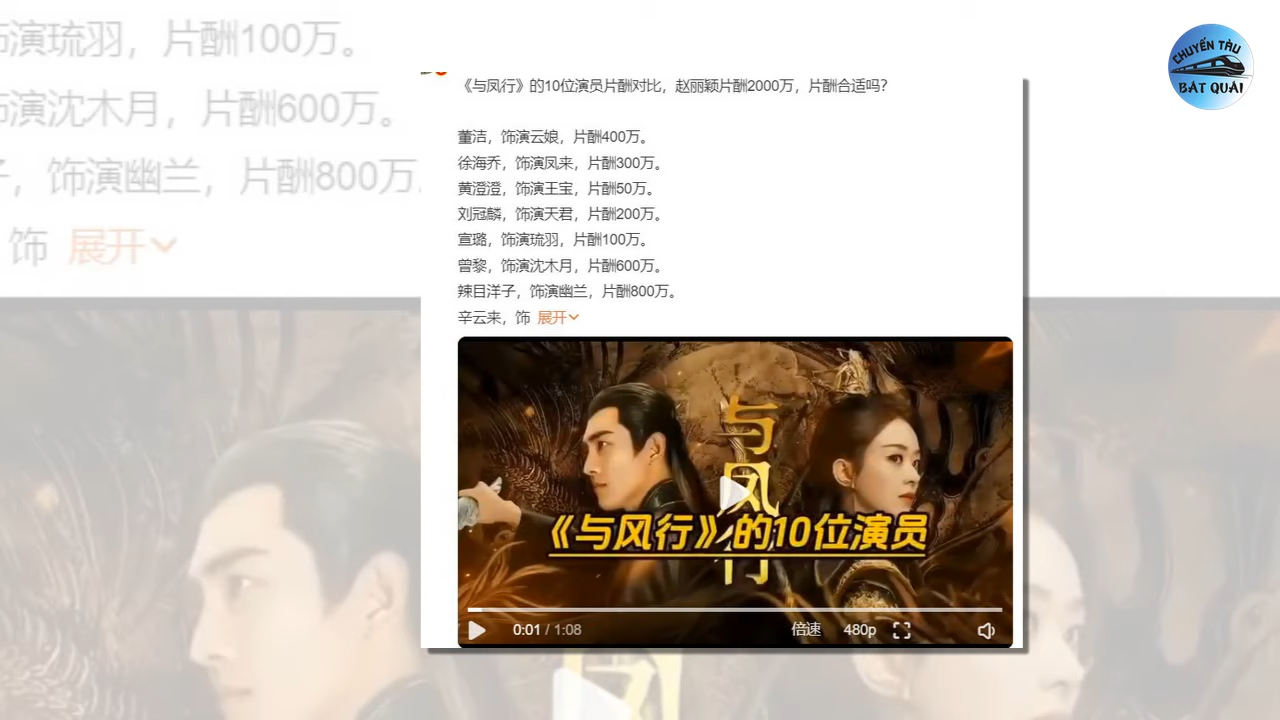 饰演琉羽，片酬100万。
饰演沈木月，片酬600万。
子，饰演幽兰，片酬800万
饰 展开
CHUYẾN TÀU
BÁT QUÁI
《与凤行》的10位演员片酬对比，赵丽颖片酬2000万，片酬合适吗?
董洁，饰演云娘，片酬400万。
徐海乔，饰演凤来，片酬300万。
黄澄澄，饰演王宝，片酬50万。
刘冠麟，饰演天君，片酬200万。
宣璐，饰演琉羽，片酬100万。
曾黎，饰演沈木月，片酬600万。
辣目洋子，饰演幽兰，片酬800万。
辛云来，饰 展开
与凤行
《与风行》的10位演员
0:01 / 1:08 倍速 480p